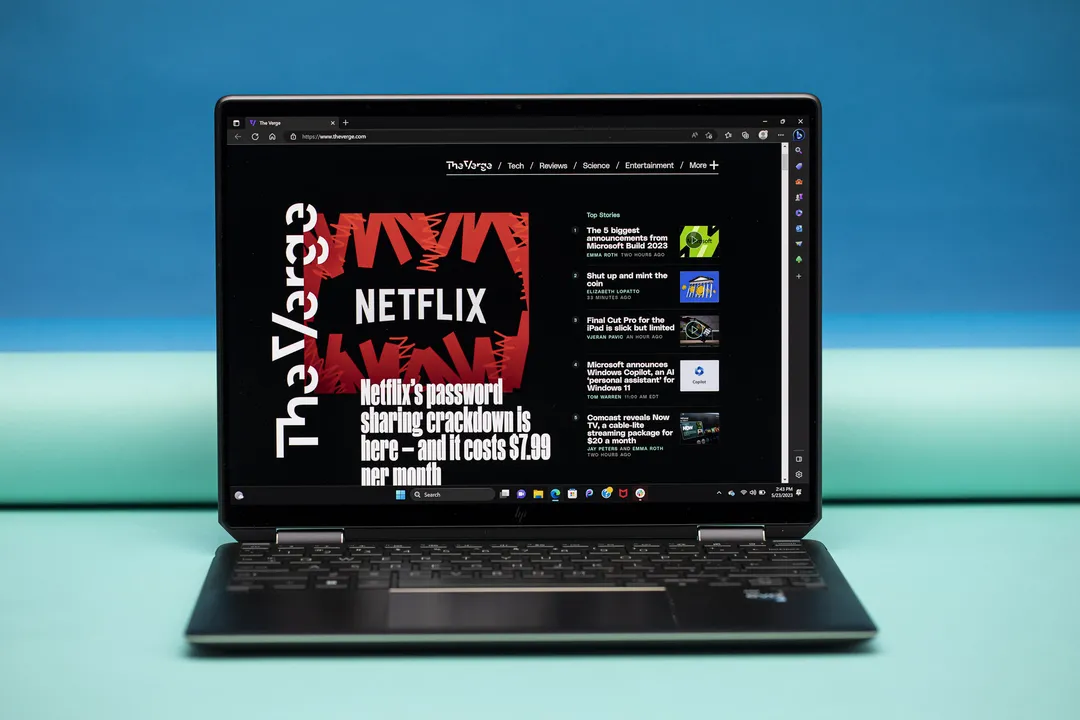 The Verge
https://www.theverge.com
The Verge / Tech / Reviews / Science / Entertainment / More
The Verge
NETFLIX
Netflix's password
sharing crackdown is
here – and it costs $7.99
per month
Top Stories
1
The 5 biggest
announcements from
Microsoft Build 2023
EMMA ROTH TWO HOURS AGO
2
Shut up and mint the
coin
ELIZABETH LOPATTO
33 MINUTES AGO
3
Final Cut Pro for the
iPad is slick but limited
VJERAN PAVIC AN HOUR AGO
4
Microsoft announces
Windows Copilot, an AI
'personal assistant' for
Windows 11
TOM WARREN 11:00 AM EDT
Copilot
5
Comcast reveals Now
TV, a cable-lite
streaming package for
$20 a month
JAY PETERS AND EMMA ROTH
TWO HOURS AGO
NOW
Search
2:43 PM
5/23/2023
hp